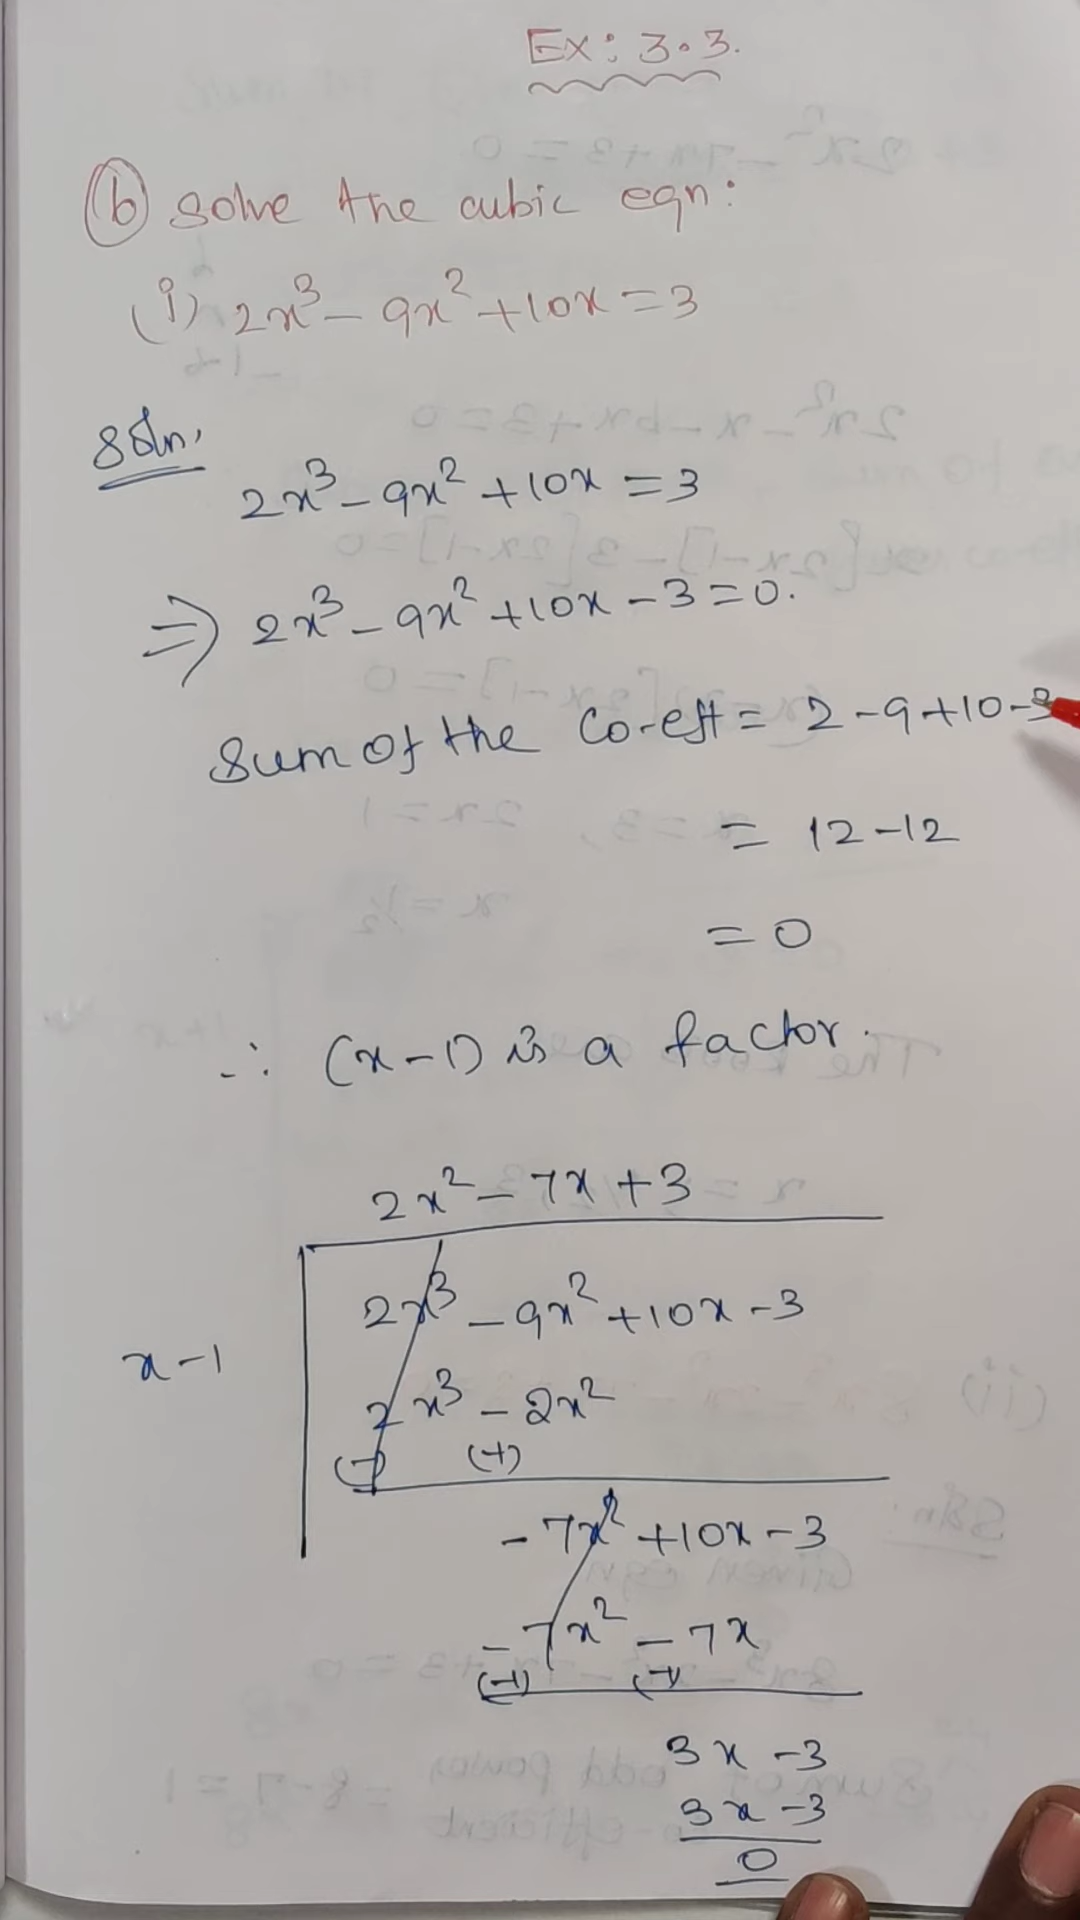 Ex: 3.3.
(6) solve the cubic eqn:
(i) 2x³ - 9x² + 10x = 3
Soln.
2x³ - 9x² + 10x = 3
⇒ 2x³ - 9x² + 10x - 3 = 0.
Sum of the Co-eff = 2 - 9 + 10 - 3
= 12 - 12
= 0
∴ (x - 1) is a factor.
2x² - 7x + 3
2x³ - 9x² + 10x - 3
x - 1
2x³ - 2x²
(-) (+)
- 7x² + 10x - 3
- 7x² - 7x
(+) (-)
3x - 3
3x - 3
0